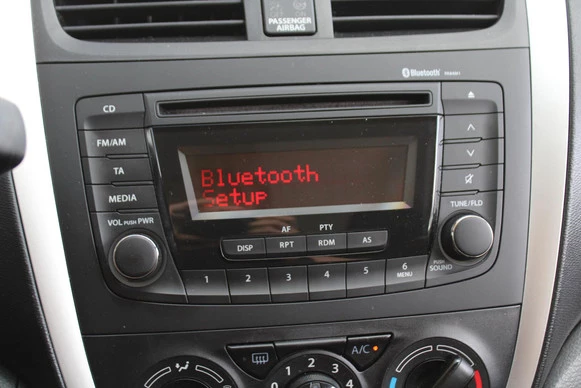 PASSENGER
AIRBAG
Bluetooth
CD
FM/AM
TA
MEDIA
VOL PUSH PWR
Bluetooth
Setup
AF
PTY
DISP
RPT
RDM
AS
1
2
3
4
5
6
MENU
TUNE/FLD
PUSH
SOUND
A/C
0
1
2
3
4